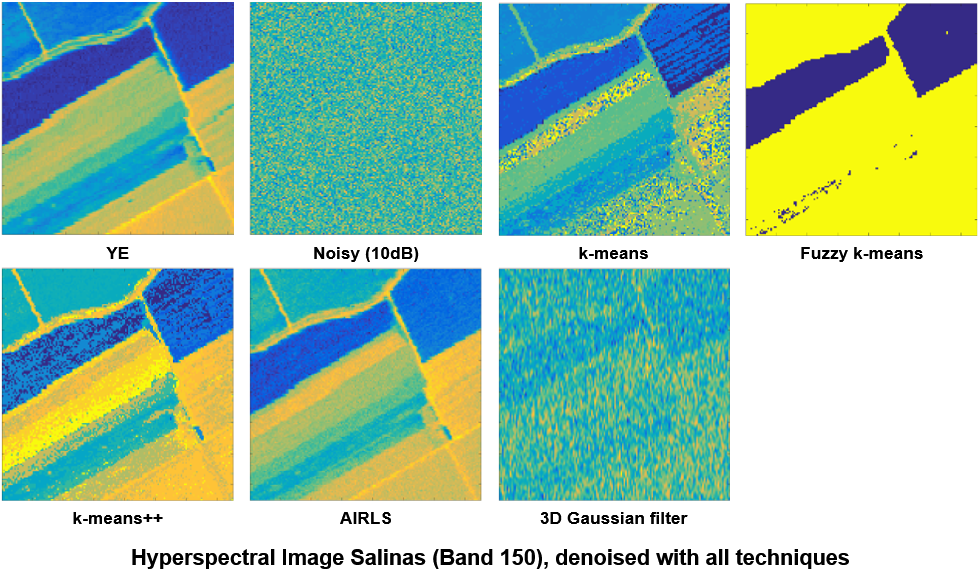 YE
Noisy (10dB)
k-means
Fuzzy k-means
k-means++
AIRLS
3D Gaussian filter
Hyperspectral Image Salinas (Band 150), denoised with all techniques